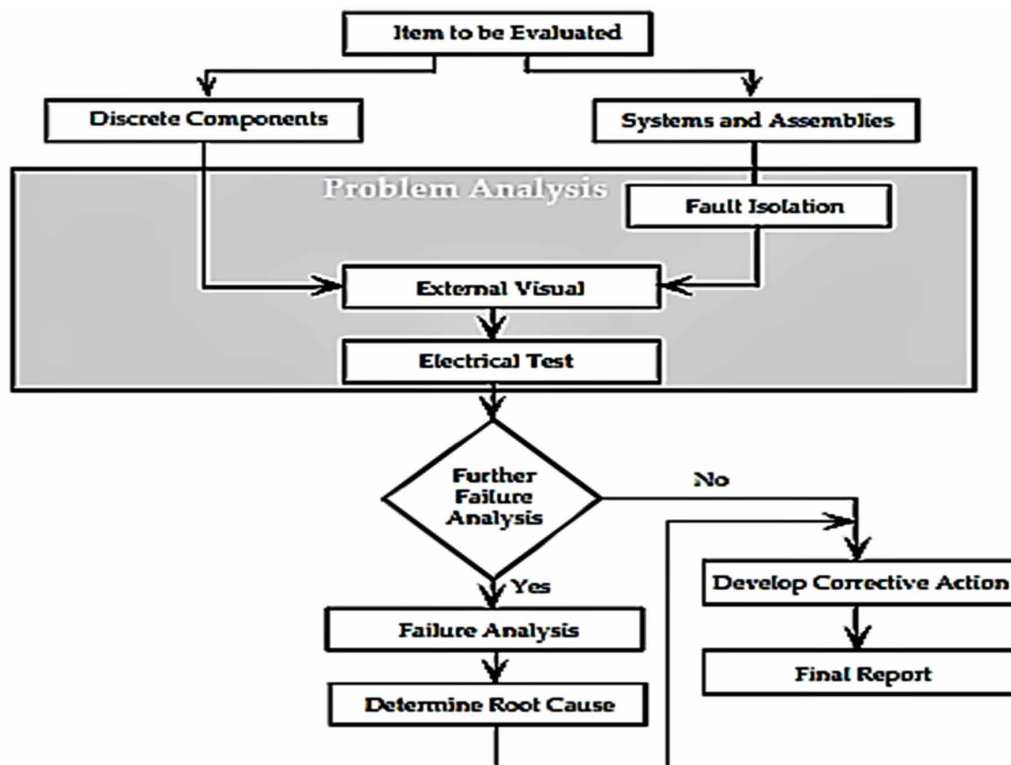 Item to be Evaluated
Discrete Components
Systems and Assemblies
Problem Analysis
Fault Isolation
External Visual
Electrical Test
Further
Failure
Analysis
No
Yes
Develop Corrective Action
Failure Analysis
Final Report
Determine Root Cause